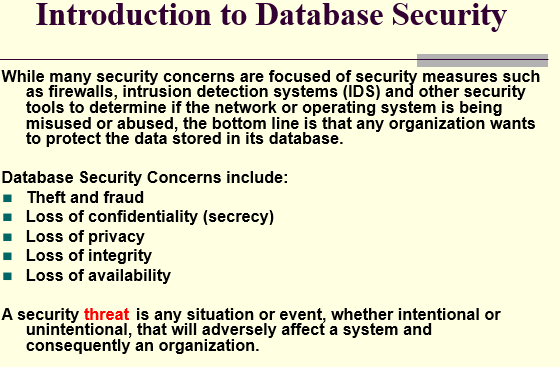 Introduction to Database Security
While many security concerns are focused of security measures such
as firewalls, intrusion detection systems (IDS) and other security
tools to determine if the network or operating system is being
misused or abused, the bottom line is that any organization wants
to protect the data stored in its database.
Database Security Concerns include:
Theft and fraud
Loss of confidentiality (secrecy)
Loss of privacy
Loss of integrity
Loss of availability
A security threat is any situation or event, whether intentional or
unintentional, that will adversely affect a system and
consequently an organization.